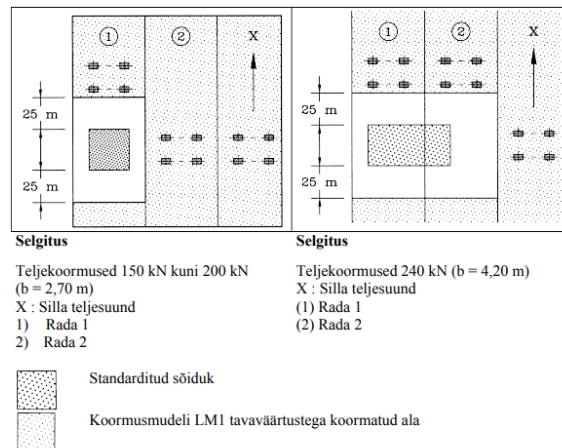 1 2 X
25 m
25 m
1 2 X
25 m
25 m
Selgitus
Teljekoormused 150 kN kuni 200 kN
(b = 2,70 m)
X : Silla teljesuund
1) Rada 1
2) Rada 2
Selgitus
Teljekoormused 240 kN (b = 4,20 m)
X : Silla teljesuund
(1) Rada 1
(2) Rada 2
Standarditud sõiduk
Koormusmudeli LM1 tavaväärtustega koormatud ala